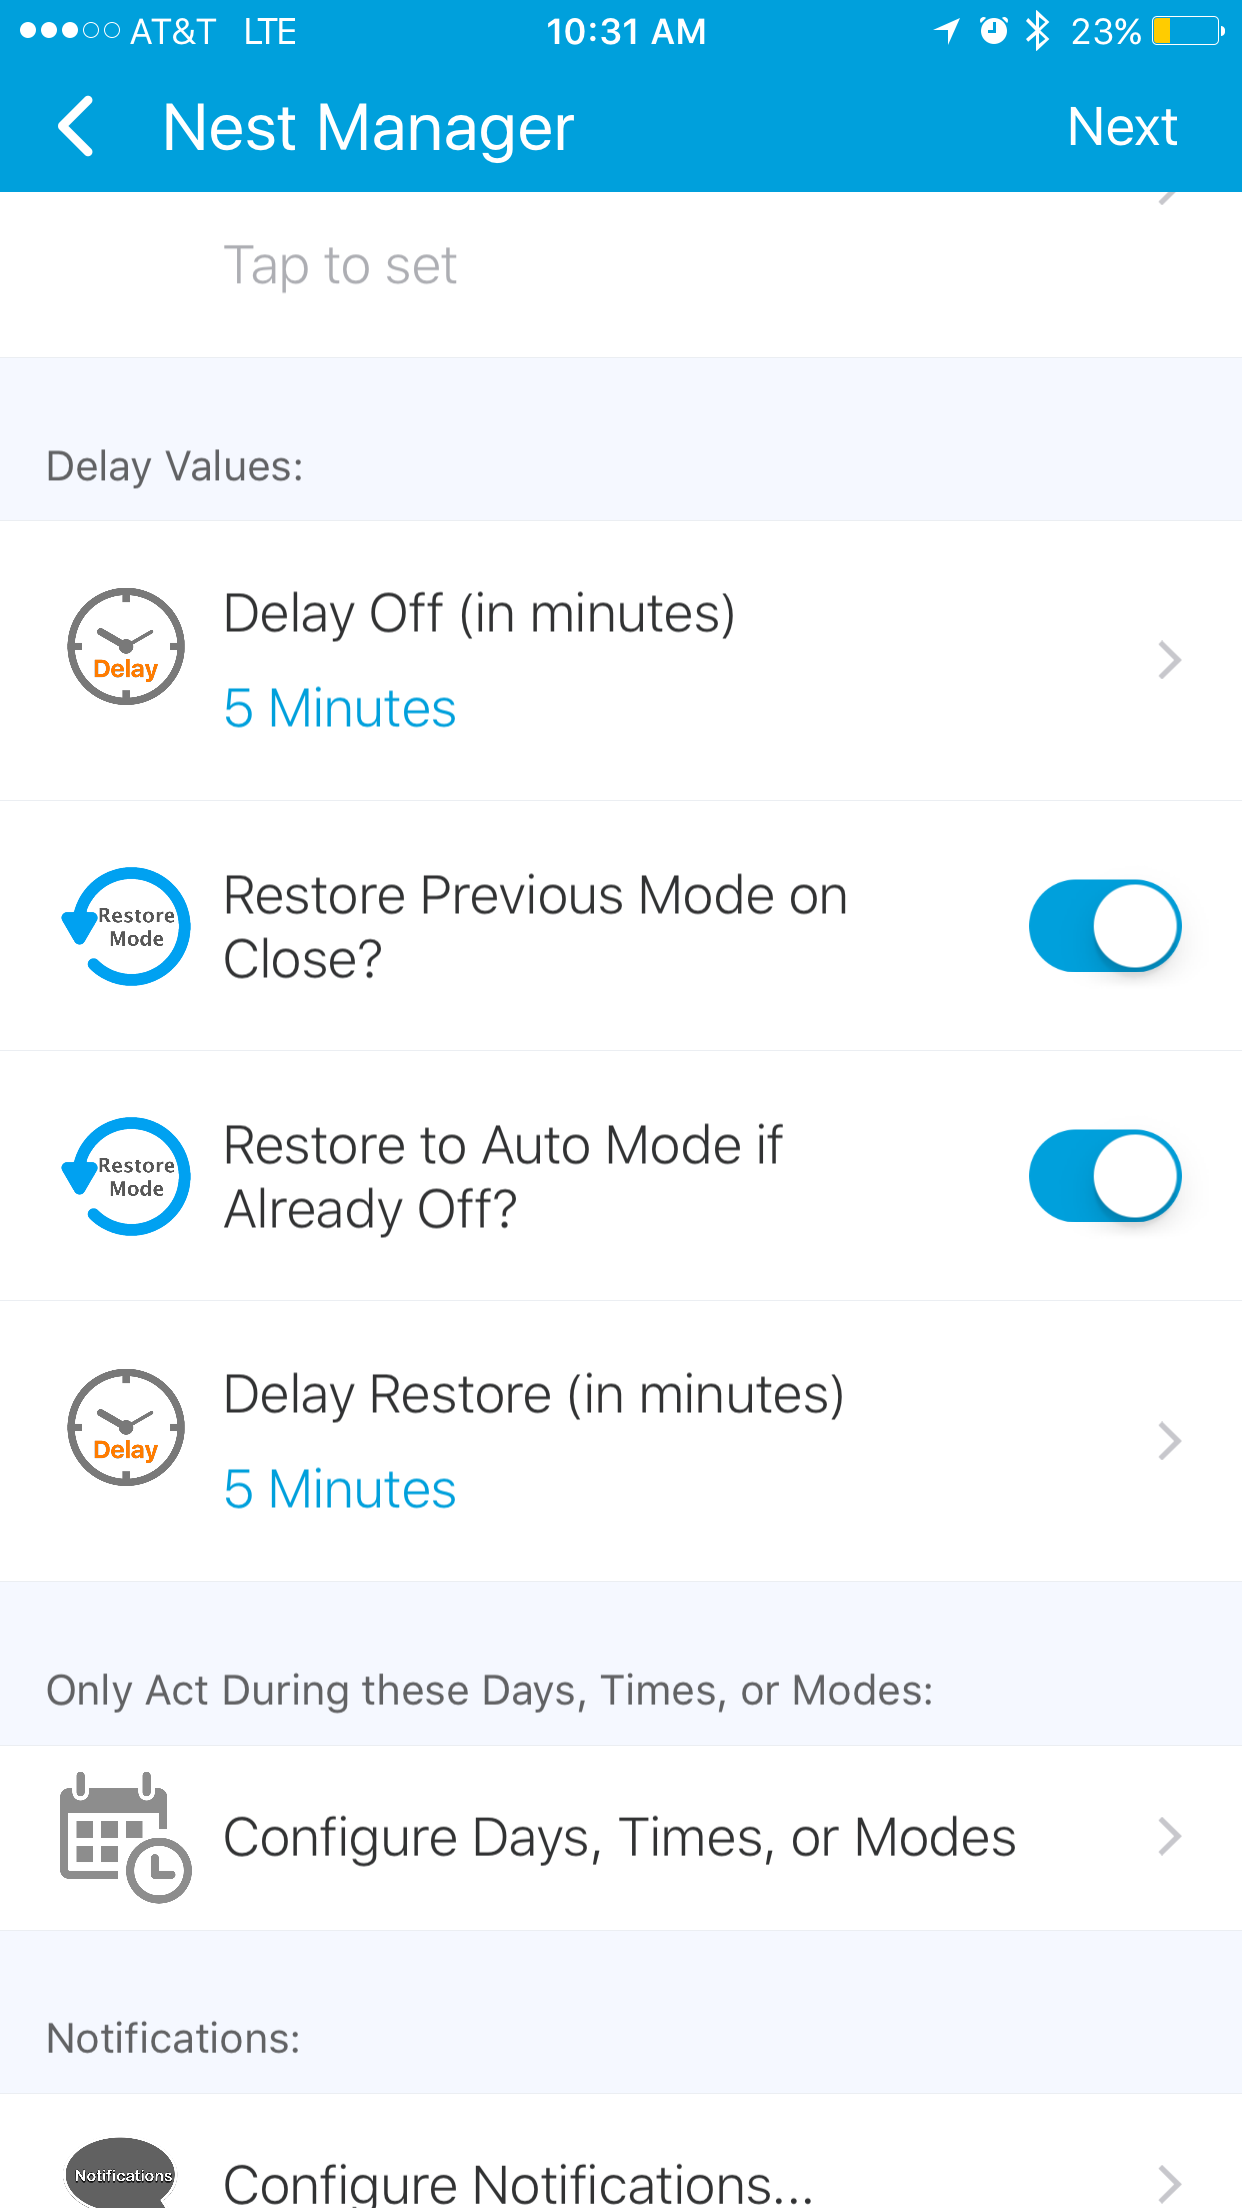 AT&T LTE 10:31 AM 23%
Nest Manager Next
Tap to set
Delay Values:
Delay Off (in minutes)
Delay
5 Minutes
Restore Previous Mode on
Close?
Restore
Mode
Restore to Auto Mode if
Already Off?
Restore
Mode
Delay Restore (in minutes)
Delay
5 Minutes
Only Act During these Days, Times, or Modes:
Configure Days, Times, or Modes
Notifications:
Notifications
Configure Notifications...